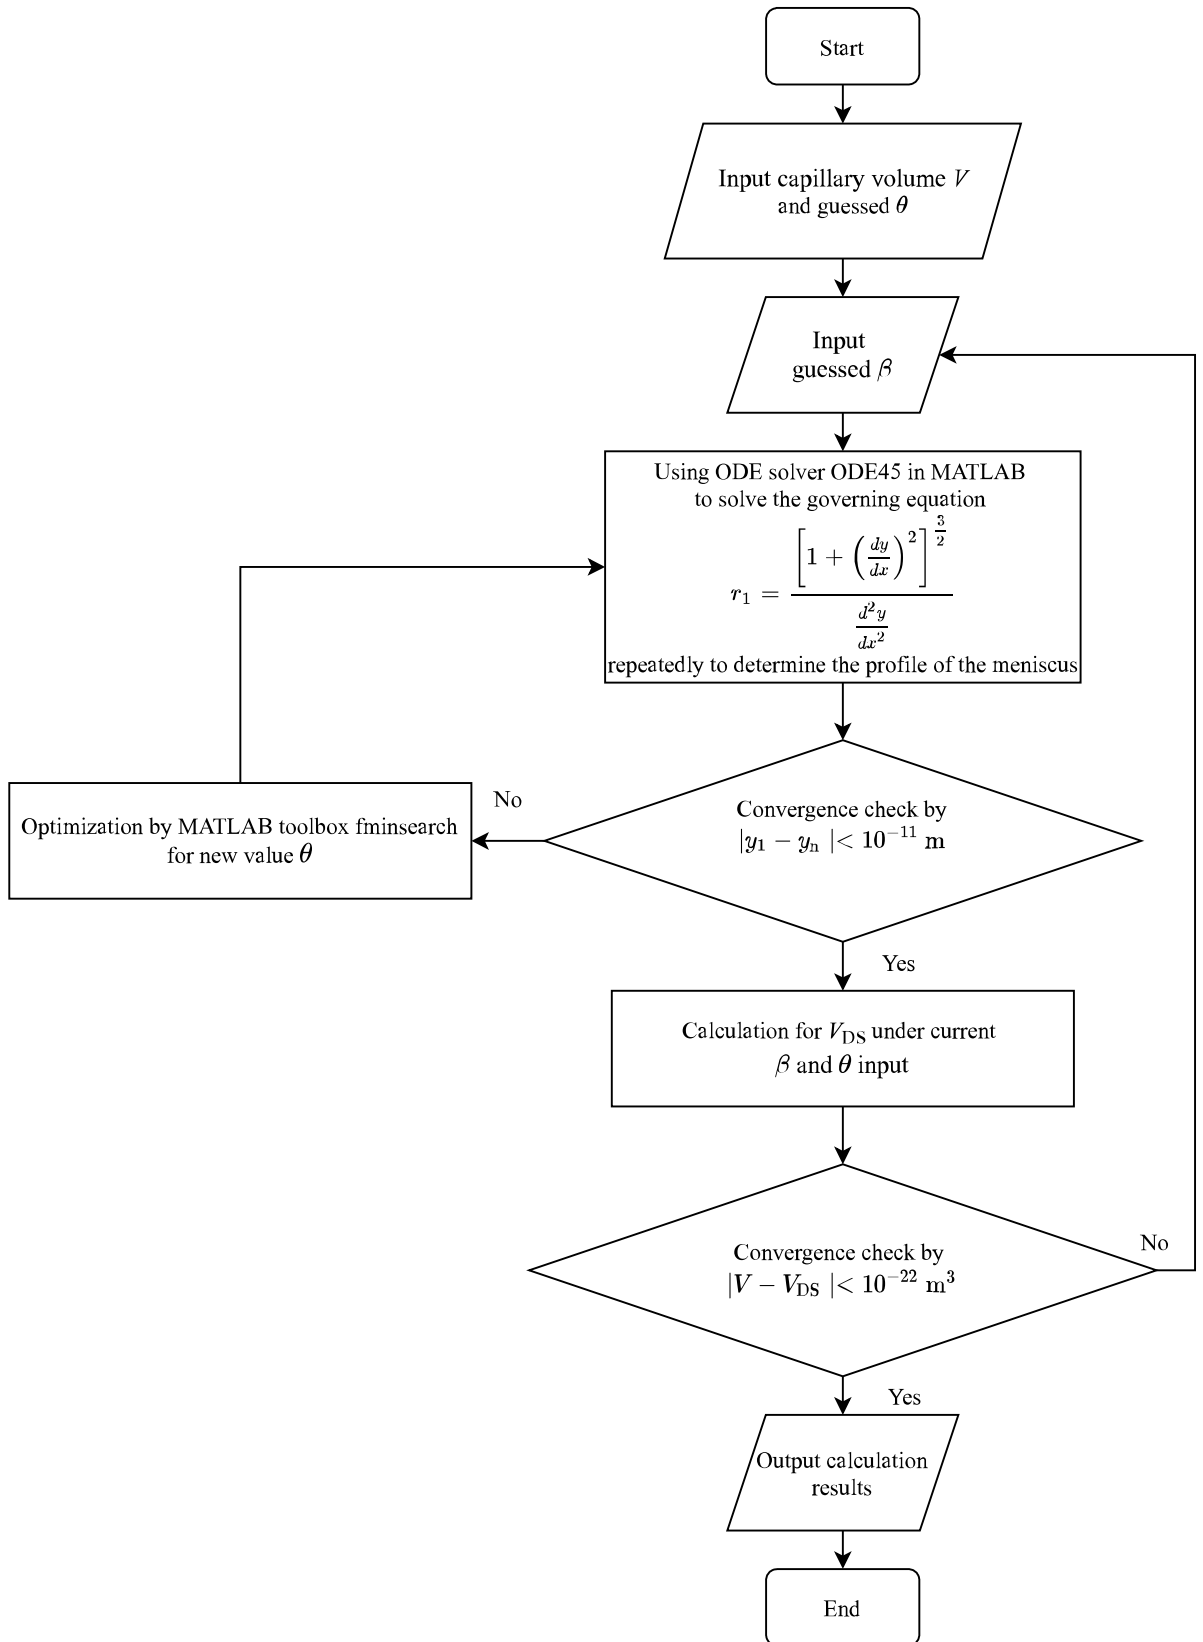 Start
Input capillary volume V
and guessed θ
Input
guessed β
Using ODE solver ODE45 in MATLAB
to solve the governing equation
r₁ = [1 + (dy/dx)²]^(3/2) / (d²y/dx²)
repeatedly to determine the profile of the meniscus
No
Optimization by MATLAB toolbox fminsearch
for new value θ
Convergence check by
|y₁ − yₙ |< 10⁻¹¹ m
Yes
Calculation for V_DS under current
β and θ input
No
Convergence check by
|V − V_DS |< 10⁻²² m³
Yes
Output calculation
results
End